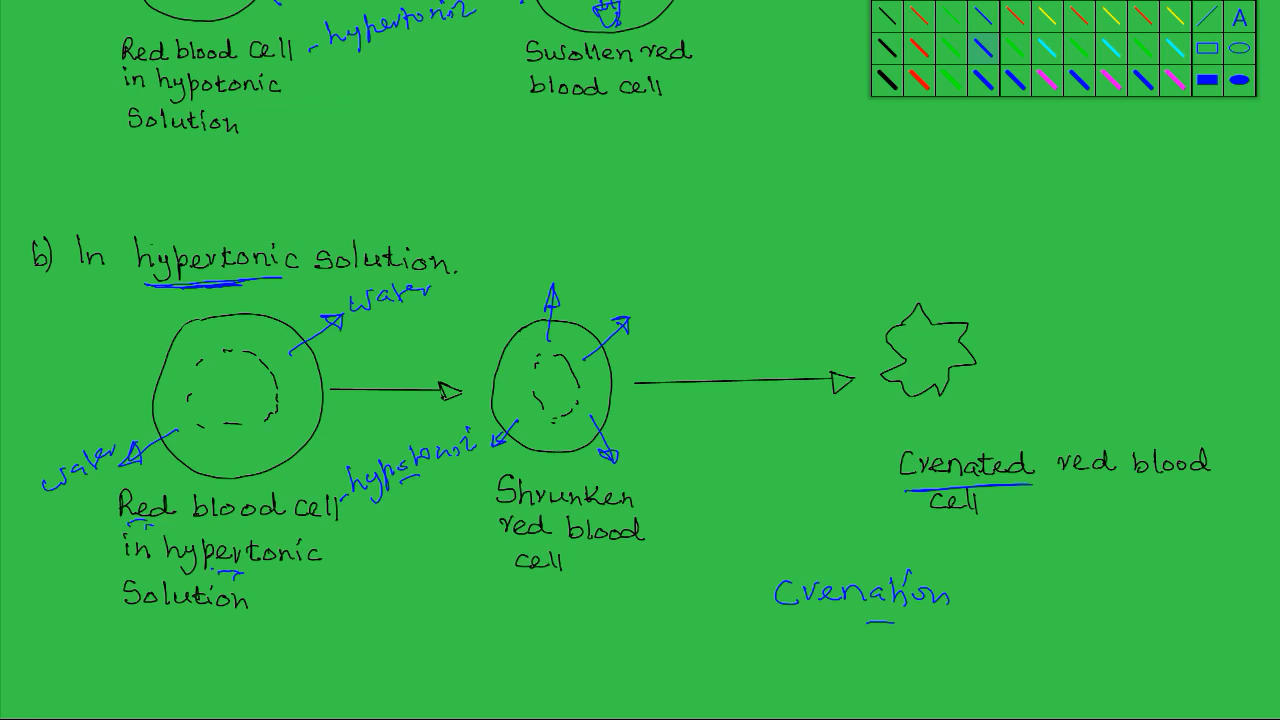 - hypertonic
Red blood cell
in hypotonic
Solution
Swollen red
blood cell
A
b) In hypertonic solution.
water
water
- hypotonic
Red blood cell
in hypertonic
Solution
Shrunken
red blood
cell
Crenated red blood
cell
Crenation